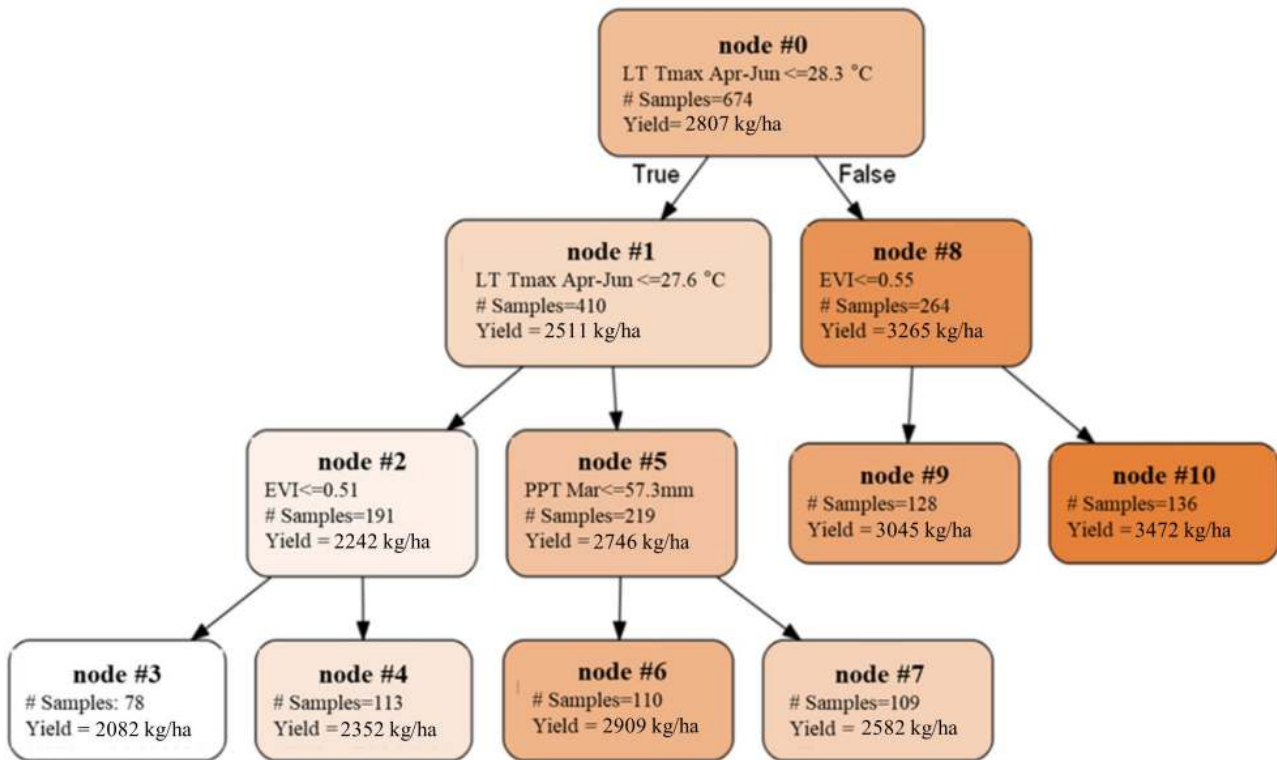 node #0
LT Tmax Apr-Jun <=28.3 °C
# Samples=674
Yield= 2807 kg/ha
True
False
node #1
LT Tmax Apr-Jun <=27.6 °C
# Samples=410
Yield = 2511 kg/ha
node #8
EVI<=0.55
# Samples=264
Yield = 3265 kg/ha
node #2
EVI<=0.51
# Samples=191
Yield = 2242 kg/ha
node #5
PPT Mar<=57.3mm
# Samples=219
Yield = 2746 kg/ha
node #9
# Samples=128
Yield = 3045 kg/ha
node #10
# Samples=136
Yield = 3472 kg/ha
node #3
# Samples: 78
Yield = 2082 kg/ha
node #4
# Samples=113
Yield = 2352 kg/ha
node #6
# Samples=110
Yield = 2909 kg/ha
node #7
# Samples=109
Yield = 2582 kg/ha